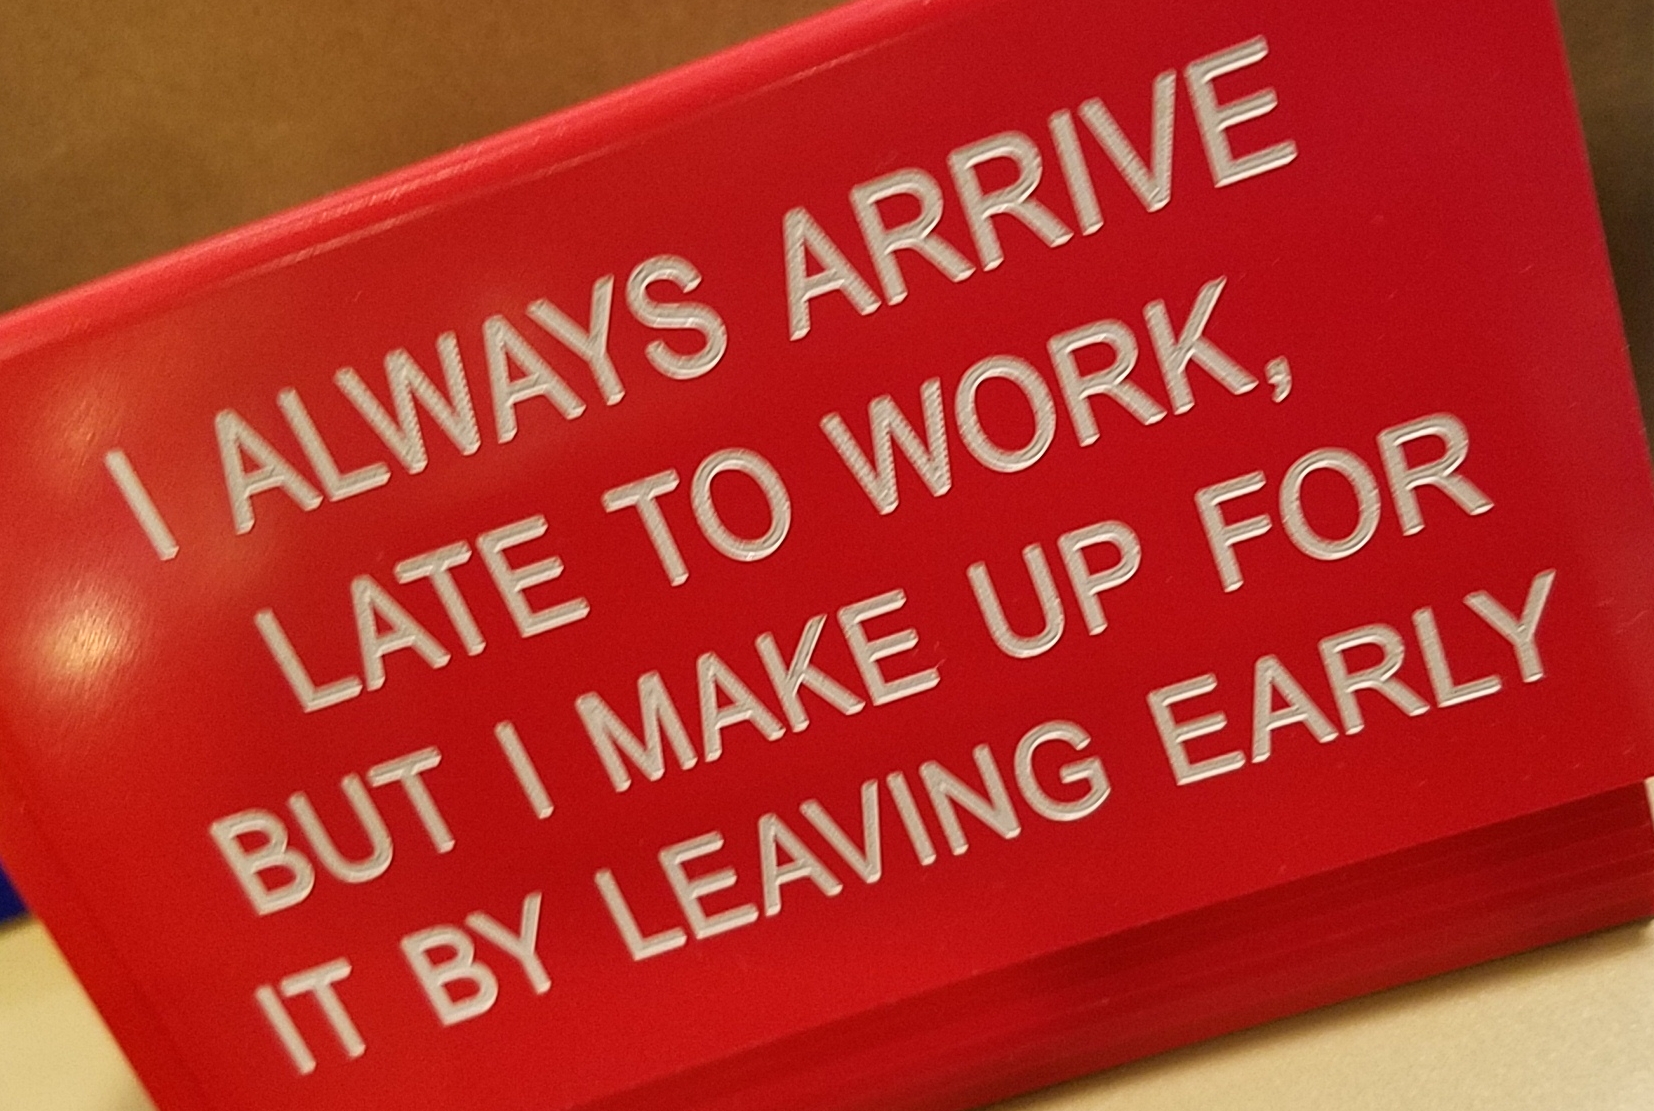 I ALWAYS ARRIVE
LATE TO WORK,
BUT I MAKE UP FOR
IT BY LEAVING EARLY